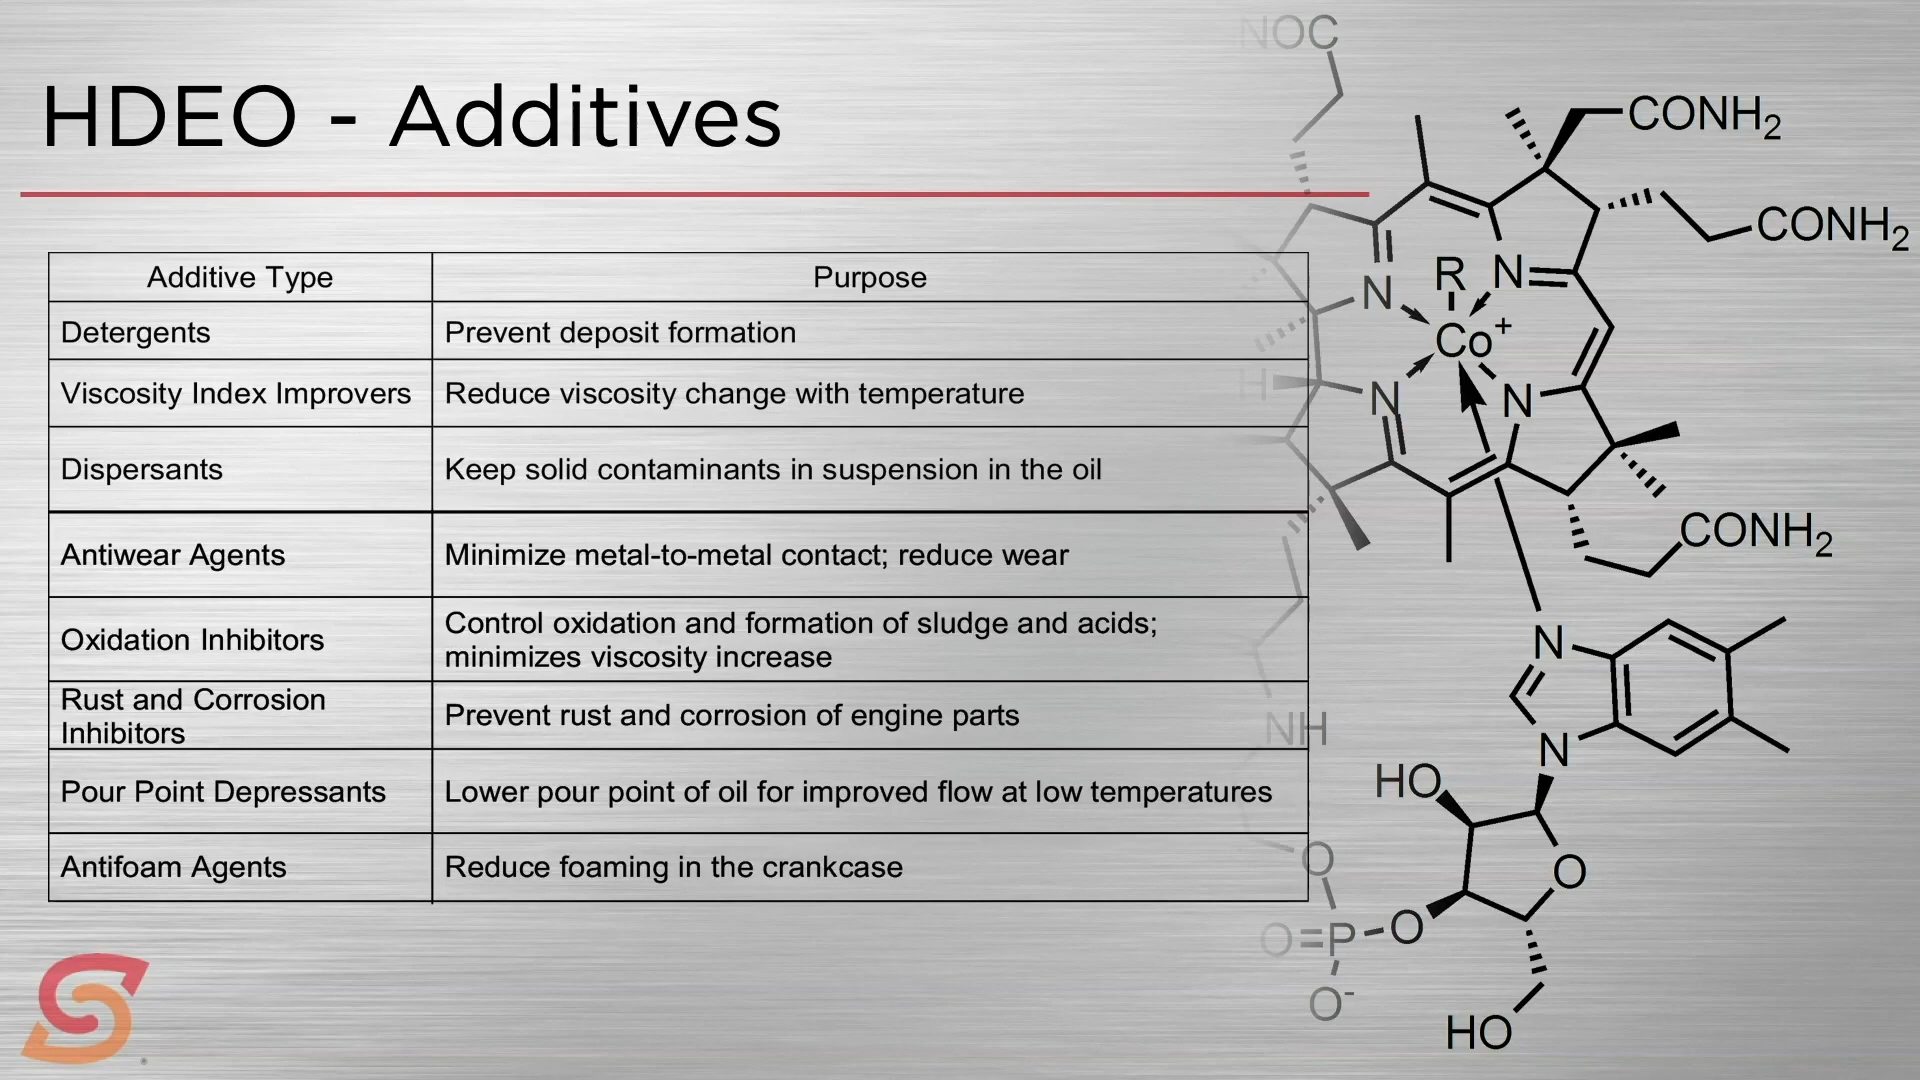 HDEO - Additives
Additive Type
Purpose
Detergents
Prevent deposit formation
Viscosity Index Improvers
Reduce viscosity change with temperature
Dispersants
Keep solid contaminants in suspension in the oil
Antiwear Agents
Minimize metal-to-metal contact; reduce wear
Oxidation Inhibitors
Control oxidation and formation of sludge and acids;
minimizes viscosity increase
Rust and Corrosion
Inhibitors
Prevent rust and corrosion of engine parts
Pour Point Depressants
Lower pour point of oil for improved flow at low temperatures
Antifoam Agents
Reduce foaming in the crankcase
NOC
CONH2
CONH2
R
N
N
Co+
H
N
N
CONH2
N
NH
N
HO
O
O
O=P-O
O-
HO